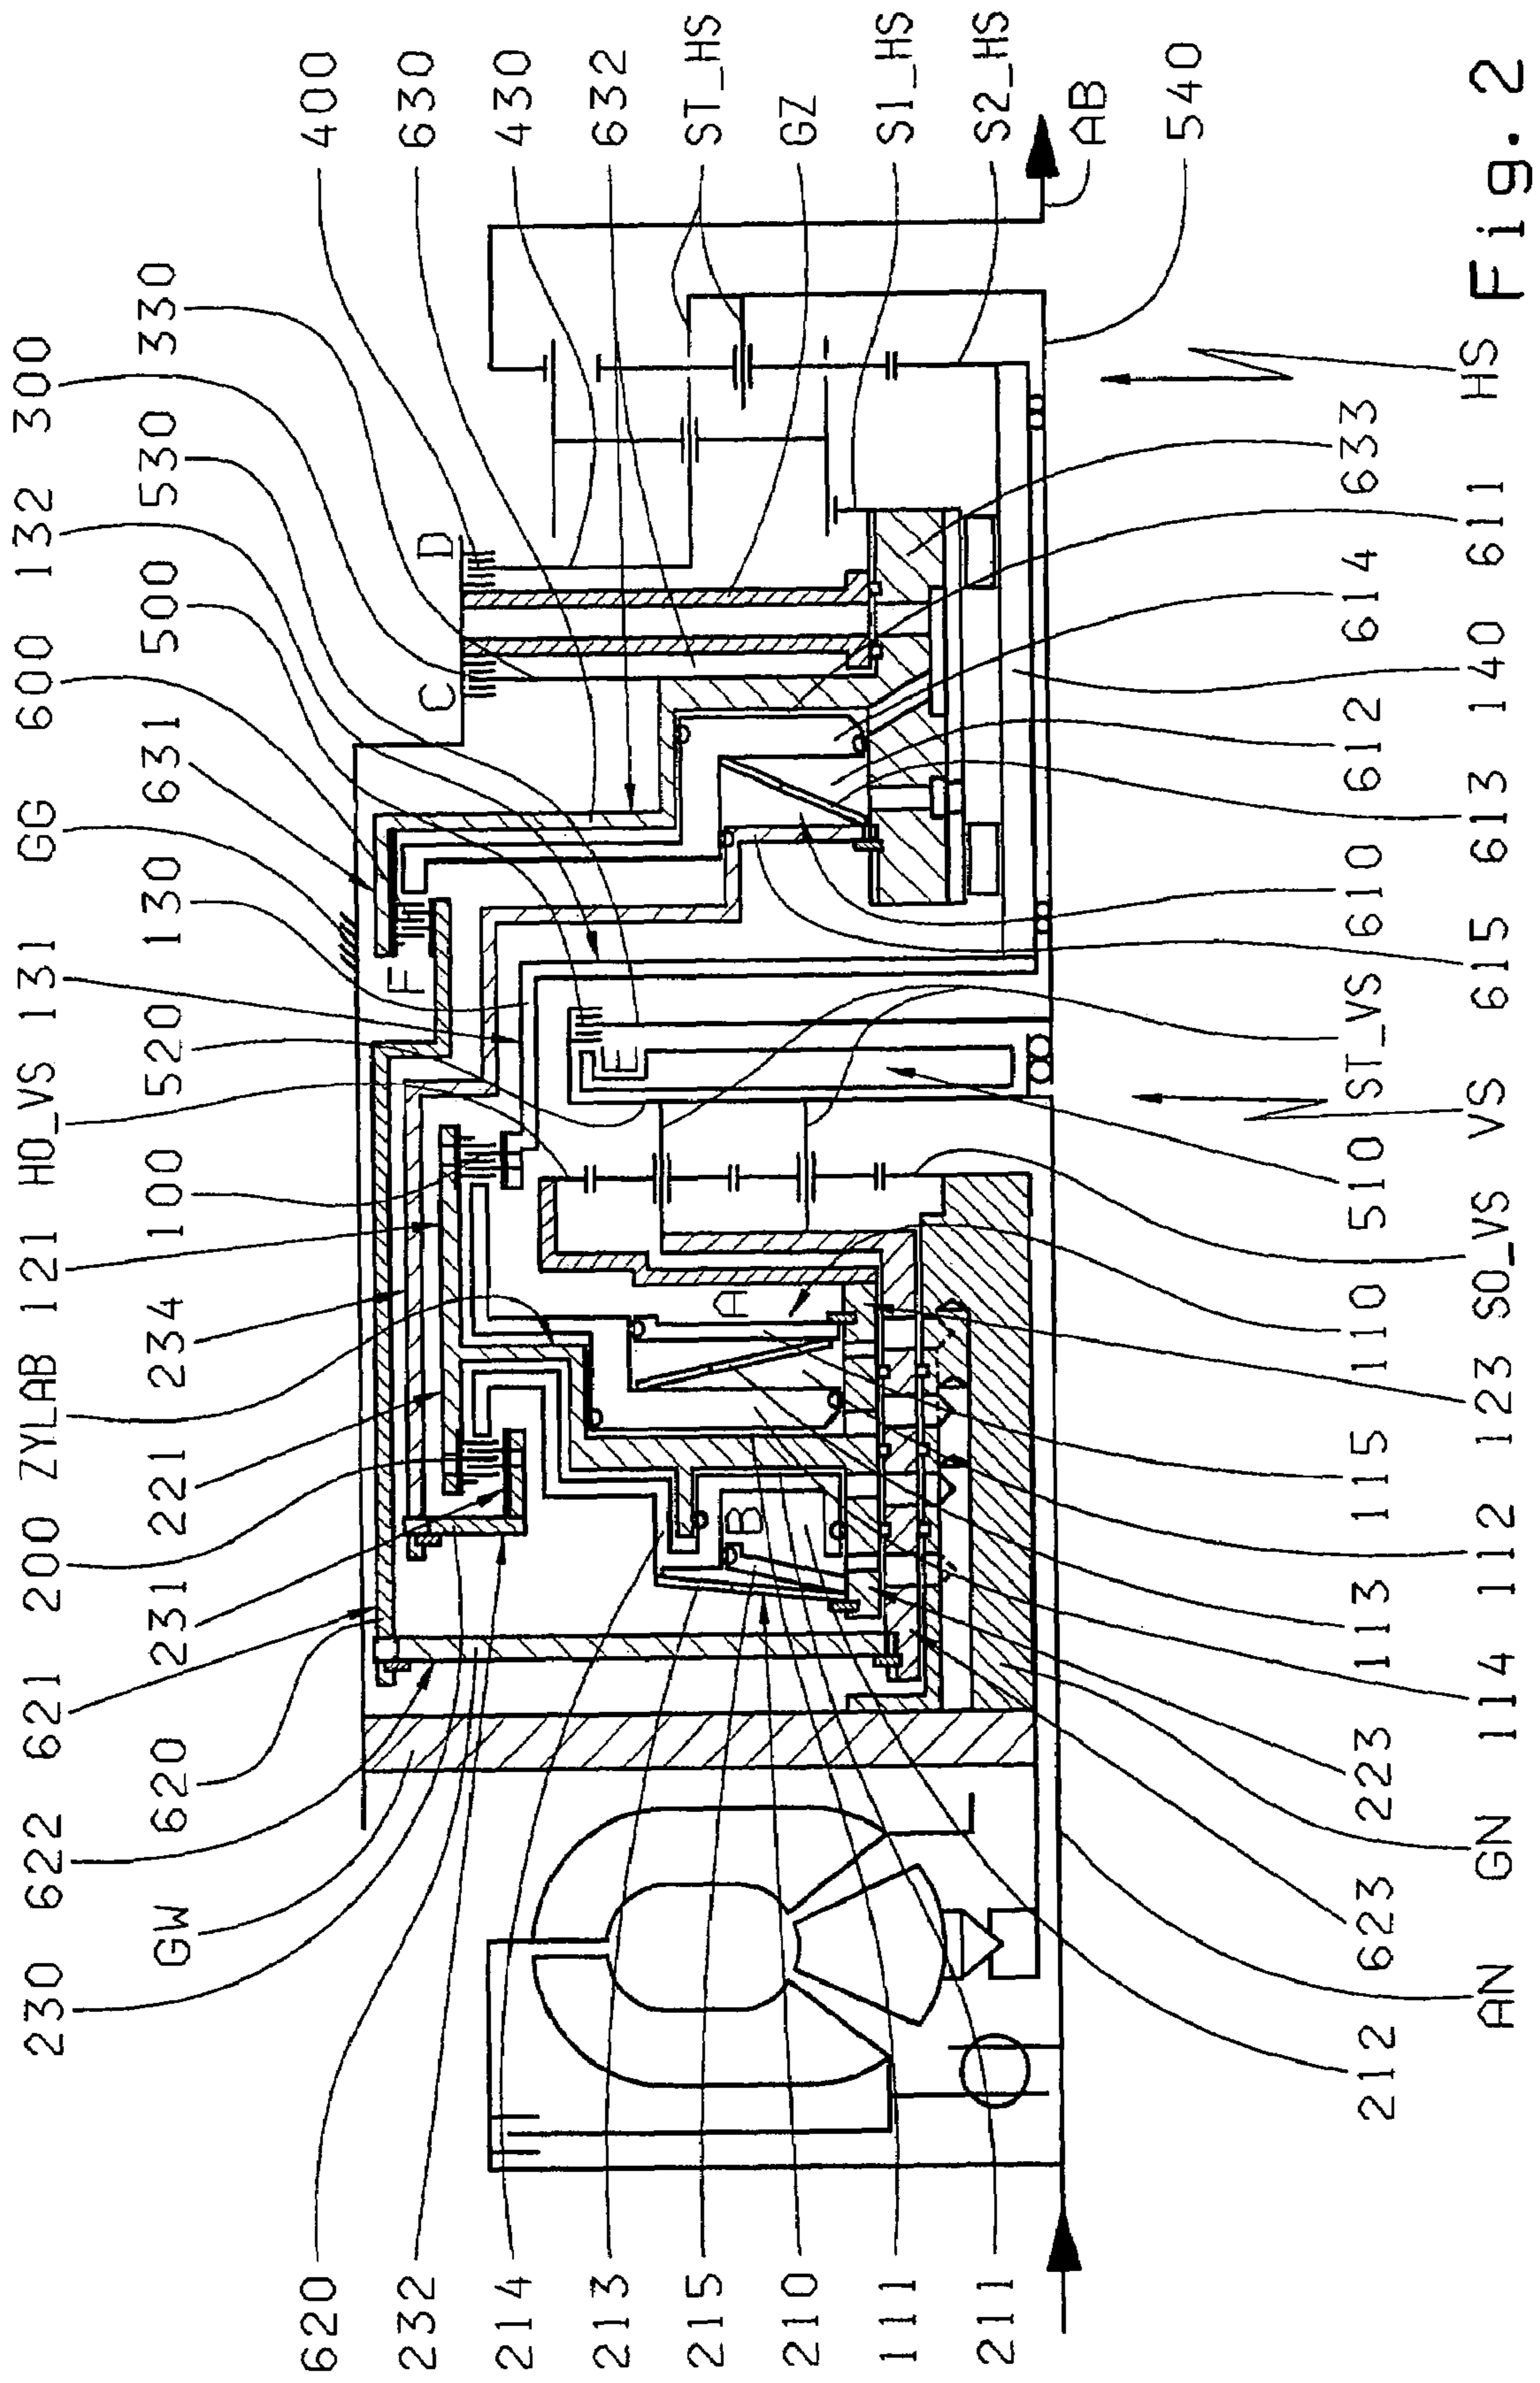 HO_VS 131 GG 600 132 300
520 130 631 500 530 330
ZYLAB 121
234 100
200
221
231
622 621
620
230
GW
400
630
430
632
ST_HS
GZ
S1_HS
S2_HS
AB
540
A
B
C
D
E
F
620
232
214
213
215
210
111
211
212 623 223 113 112 115 110 510 ST_VS 610 612 614 633
AN GN 114 123 SO_VS VS 615 613 140 611 HS
Fig. 2